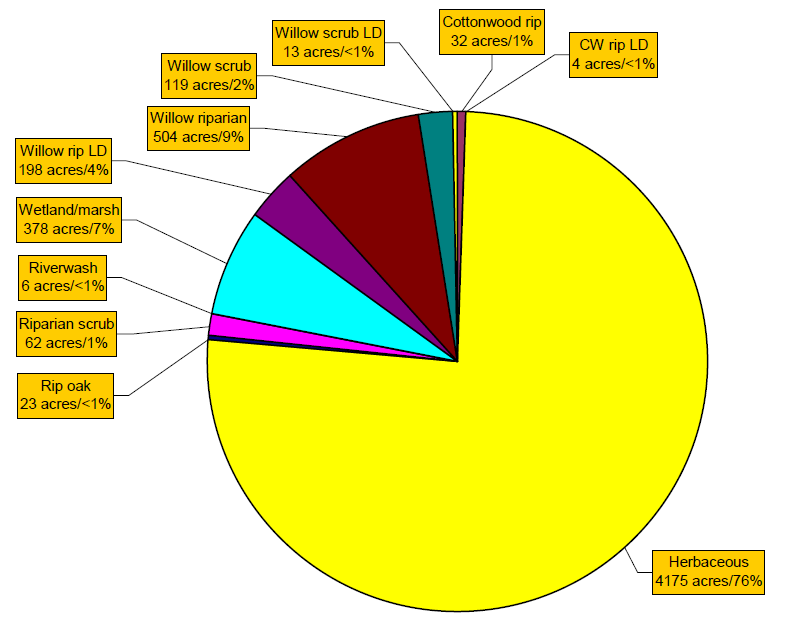 Cottonwood rip
32 acres/1%
Willow scrub LD
13 acres/<1%
CW rip LD
4 acres/<1%
Willow scrub
119 acres/2%
Willow riparian
504 acres/9%
Willow rip LD
198 acres/4%
Wetland/marsh
378 acres/7%
Riverwash
6 acres/<1%
Riparian scrub
62 acres/1%
Rip oak
23 acres/<1%
Herbaceous
4175 acres/76%